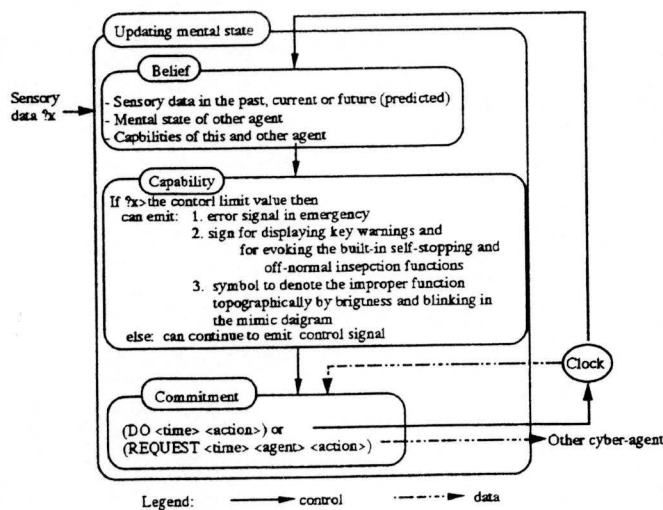 Updating mental state
Belief
Sensory
data ?x
- Sensory data in the past, current or future (predicted)
- Mental state of other agent
- Capbilities of this and other agent
Capability
If ?x>the contorl limit value then
can emit: 1. error signal in emergency
2. sign for displaying key warnings and
for evoking the built-in self-stopping and
off-normal insepction functions
3. symbol to denote the improper function
topographically by brigtness and blinking in
the mimic daigram
else: can continue to emit control signal
Clock
Commitment
(DO <time> <action>) or
(REQUEST <time> <agent> <action>)
Other cyber-agent
Legend: control data